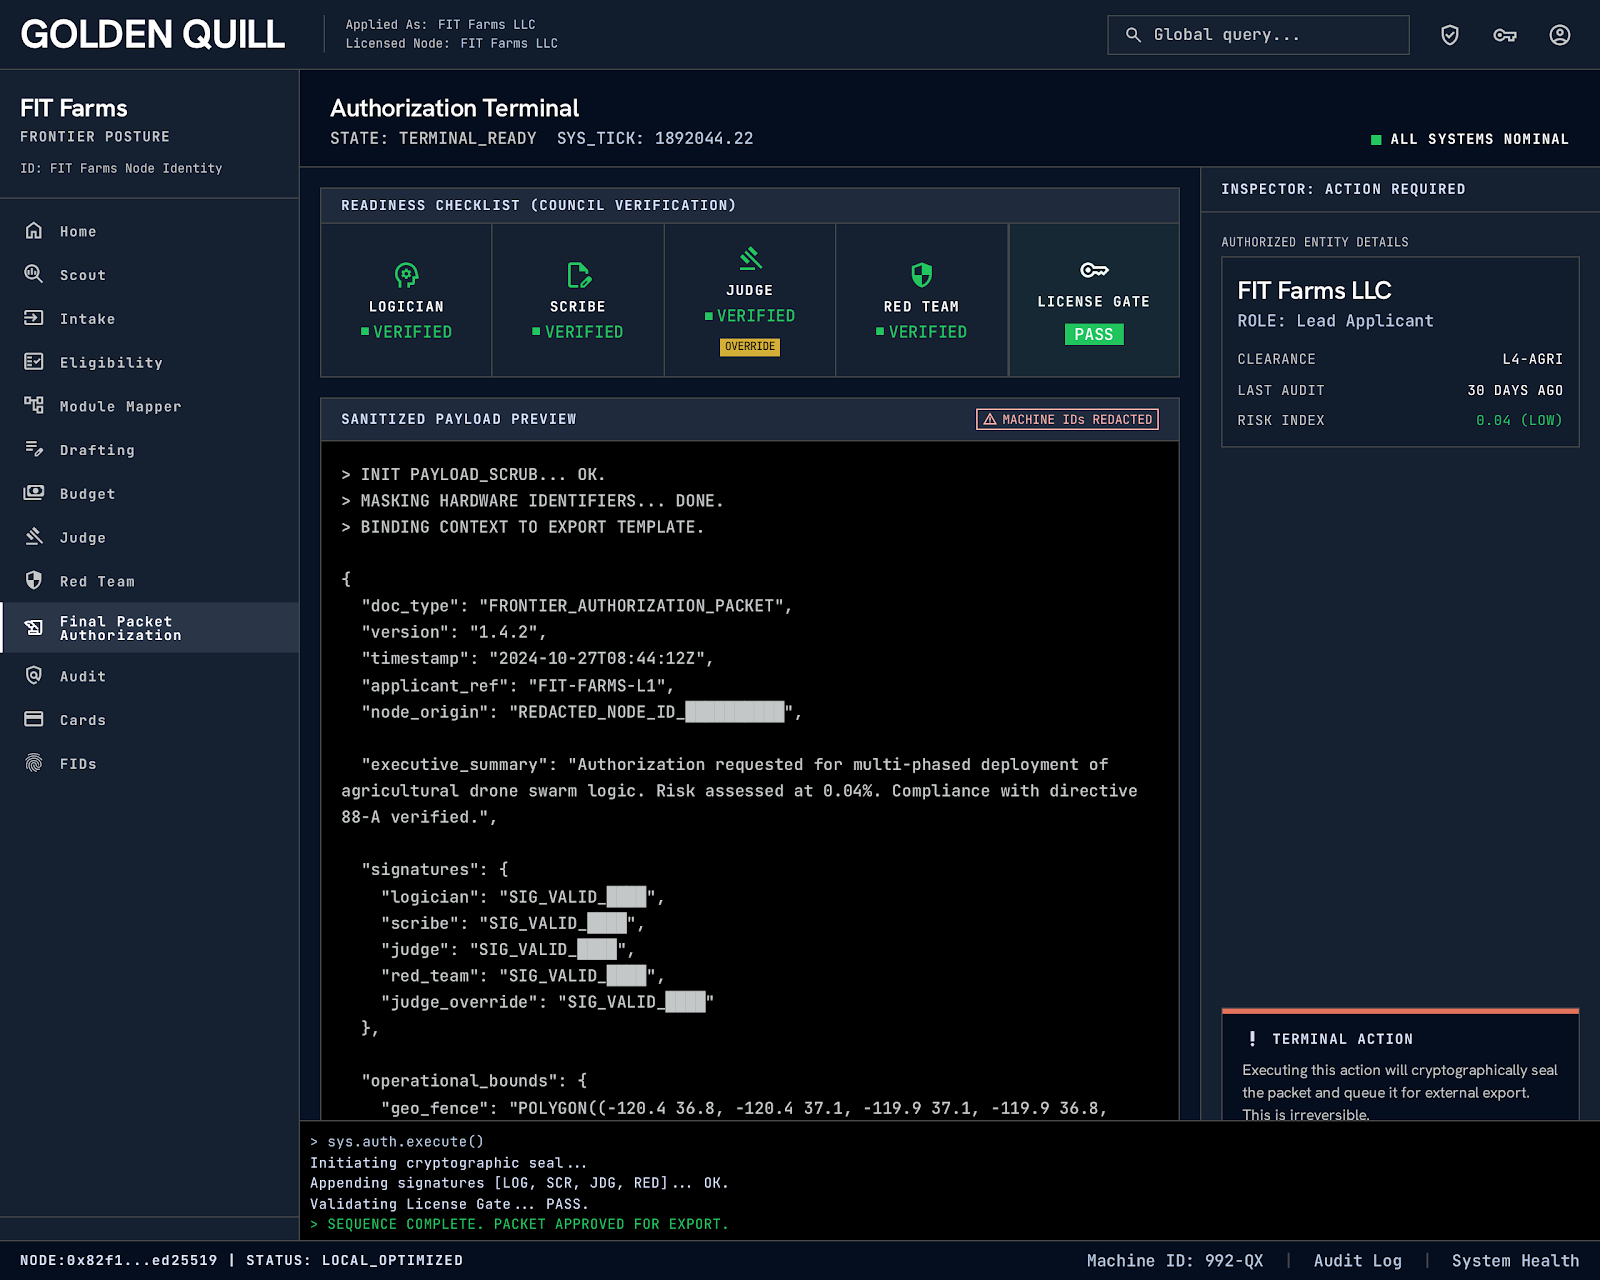 GOLDEN QUILL
Applied As: FIT Farms LLC
Licensed Node: FIT Farms LLC
Global query...
FIT Farms
FRONTIER POSTURE
ID: FIT Farms Node Identity
Home
Scout
Intake
Eligibility
Module Mapper
Drafting
Budget
Judge
Red Team
Final Packet
Authorization
Audit
Cards
FIDs
Authorization Terminal
STATE: TERMINAL_READY SYS_TICK: 1892044.22
ALL SYSTEMS NOMINAL
READINESS CHECKLIST (COUNCIL VERIFICATION)
LOGICIAN
VERIFIED
SCRIBE
VERIFIED
JUDGE
VERIFIED
OVERRIDE
RED TEAM
VERIFIED
LICENSE GATE
PASS
SANITIZED PAYLOAD PREVIEW
MACHINE IDs REDACTED
> INIT PAYLOAD_SCRUB... OK.
> MASKING HARDWARE IDENTIFIERS... DONE.
> BINDING CONTEXT TO EXPORT TEMPLATE.
{
"doc_type": "FRONTIER_AUTHORIZATION_PACKET",
"version": "1.4.2",
"timestamp": "2024-10-27T08:44:12Z",
"applicant_ref": "FIT-FARMS-L1",
"node_origin": "REDACTED_NODE_ID_██████████",
"executive_summary": "Authorization requested for multi-phased deployment of
agricultural drone swarm logic. Risk assessed at 0.04%. Compliance with directive
88-A verified.",
"signatures": {
"logician": "SIG_VALID_████",
"scribe": "SIG_VALID_████",
"judge": "SIG_VALID_████",
"red_team": "SIG_VALID_████",
"judge_override": "SIG_VALID_████"
},
"operational_bounds": {
"geo_fence": "POLYGON((-120.4 36.8, -120.4 37.1, -119.9 37.1, -119.9 36.8,
INSPECTOR: ACTION REQUIRED
AUTHORIZED ENTITY DETAILS
FIT Farms LLC
ROLE: Lead Applicant
CLEARANCE L4-AGRI
LAST AUDIT 30 DAYS AGO
RISK INDEX 0.04 (LOW)
! TERMINAL ACTION
Executing this action will cryptographically seal
the packet and queue it for external export.
This is irreversible.
> sys.auth.execute()
Initiating cryptographic seal...
Appending signatures [LOG, SCR, JDG, RED]... OK.
Validating License Gate... PASS.
> SEQUENCE COMPLETE. PACKET APPROVED FOR EXPORT.
NODE:0x82f1...ed25519 | STATUS: LOCAL_OPTIMIZED
Machine ID: 992-QX | Audit Log | System Health